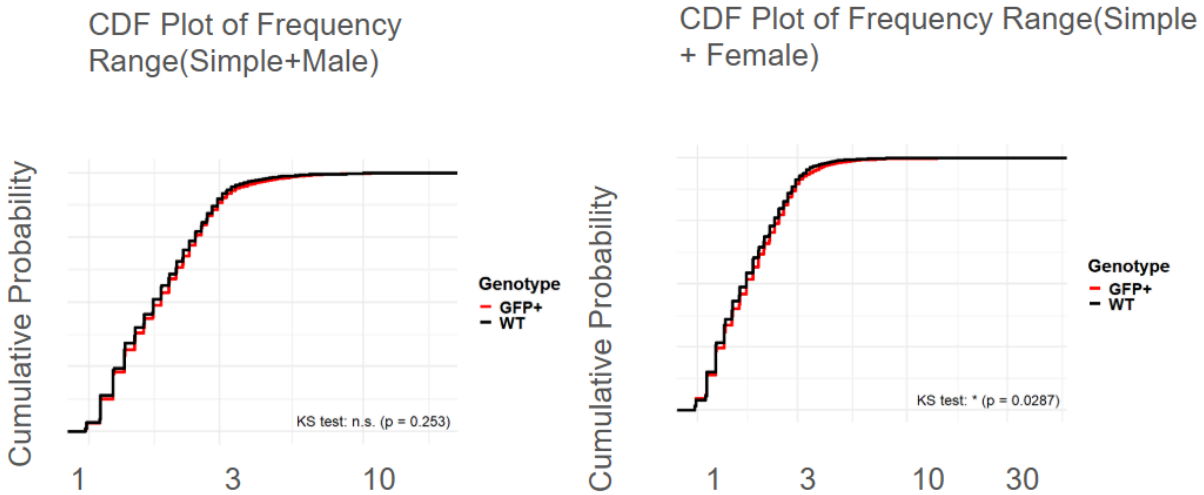 CDF Plot of Frequency
Range(Simple+Male)
Cumulative Probability
Genotype
GFP+
WT
KS test: n.s. (p = 0.253)
1 3 10
CDF Plot of Frequency Range(Simple
+ Female)
Cumulative Probability
Genotype
GFP+
WT
KS test: * (p = 0.0287)
1 3 10 30